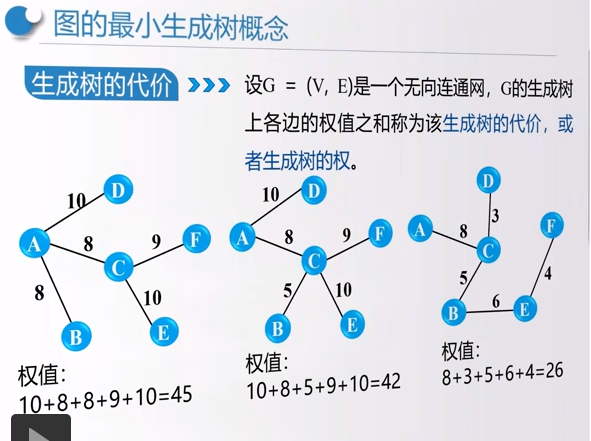 图的最小生成树概念
生成树的代价
设G = (V, E)是一个无向连通网，G的生成树
上各边的权值之和称为该生成树的代价，或
者生成树的权。
10 D
A 8 9 F
C
8 10
B E
权值：
10+8+8+9+10=45
10 D
A 8 9 F
C
5 10
B E
权值：
10+8+5+9+10=42
D
3
A 8 F
C
5 4
B 6 E
权值：
8+3+5+6+4=26